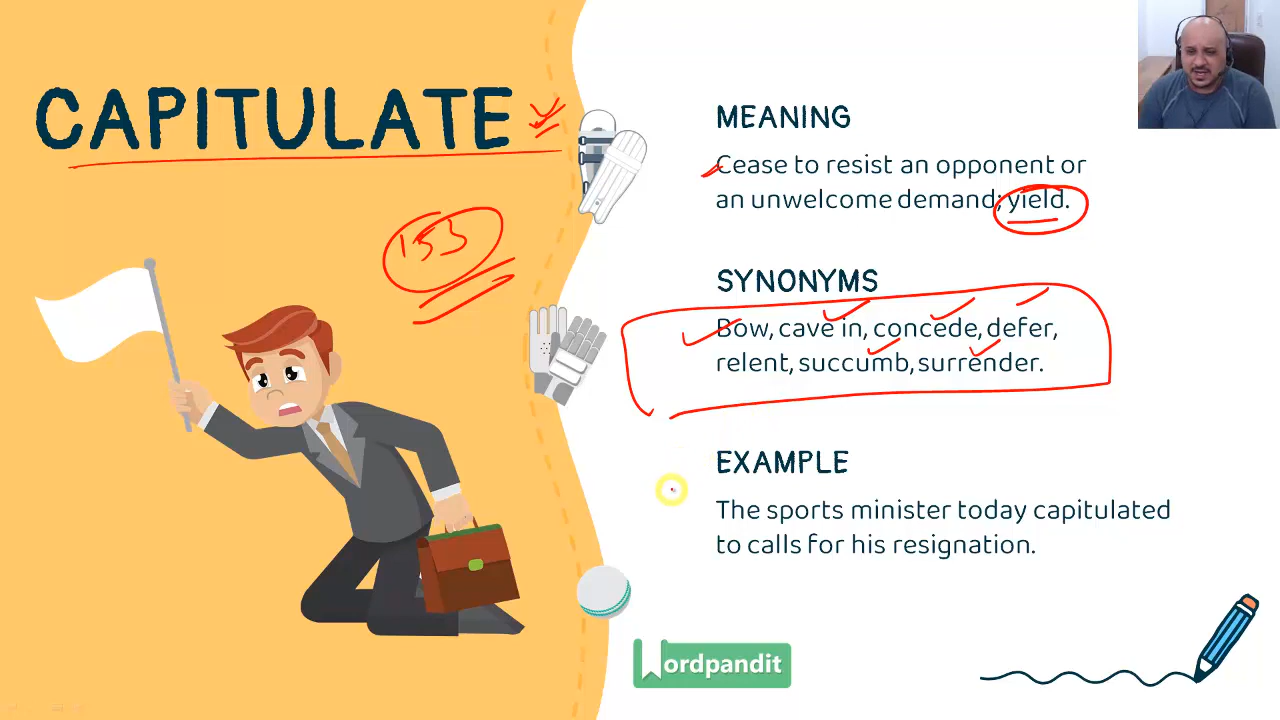 CAPITULATE
153
MEANING
Cease to resist an opponent or
an unwelcome demand; yield.
SYNONYMS
Bow, cave in, concede, defer,
relent, succumb, surrender.
EXAMPLE
The sports minister today capitulated
to calls for his resignation.
Wordpandit